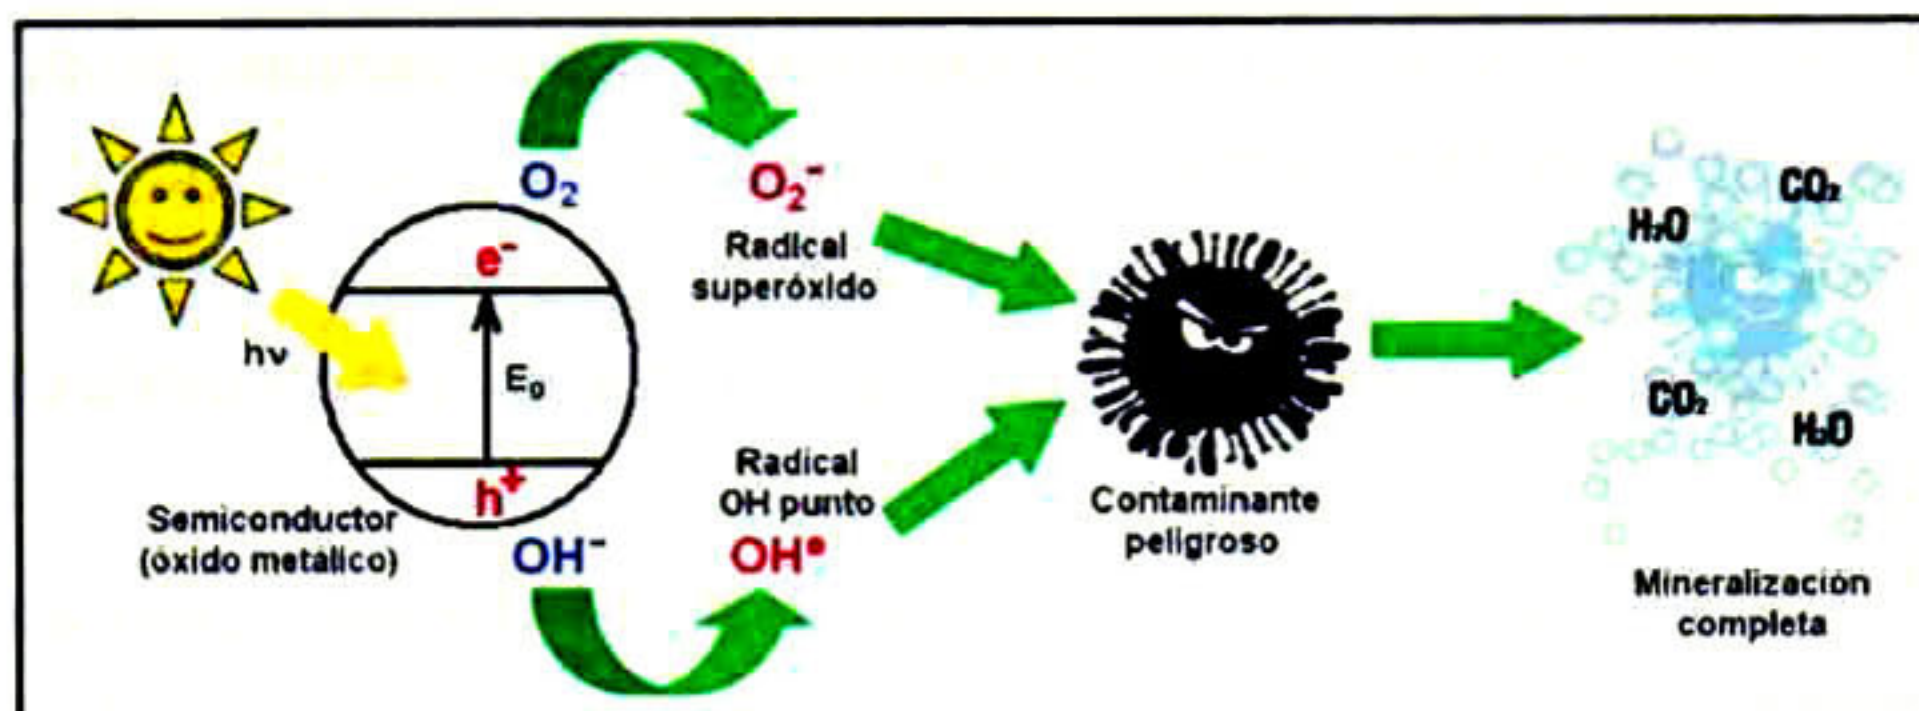 hν
Semiconductor
(óxido metálico)
e⁻
E₀
h⁺
O₂
OH⁻
O₂⁻
Radical
superóxido
Radical
OH punto
OH•
Contaminante
peligroso
CO₂
H₂O
CO₂
H₂O
Mineralización
completa